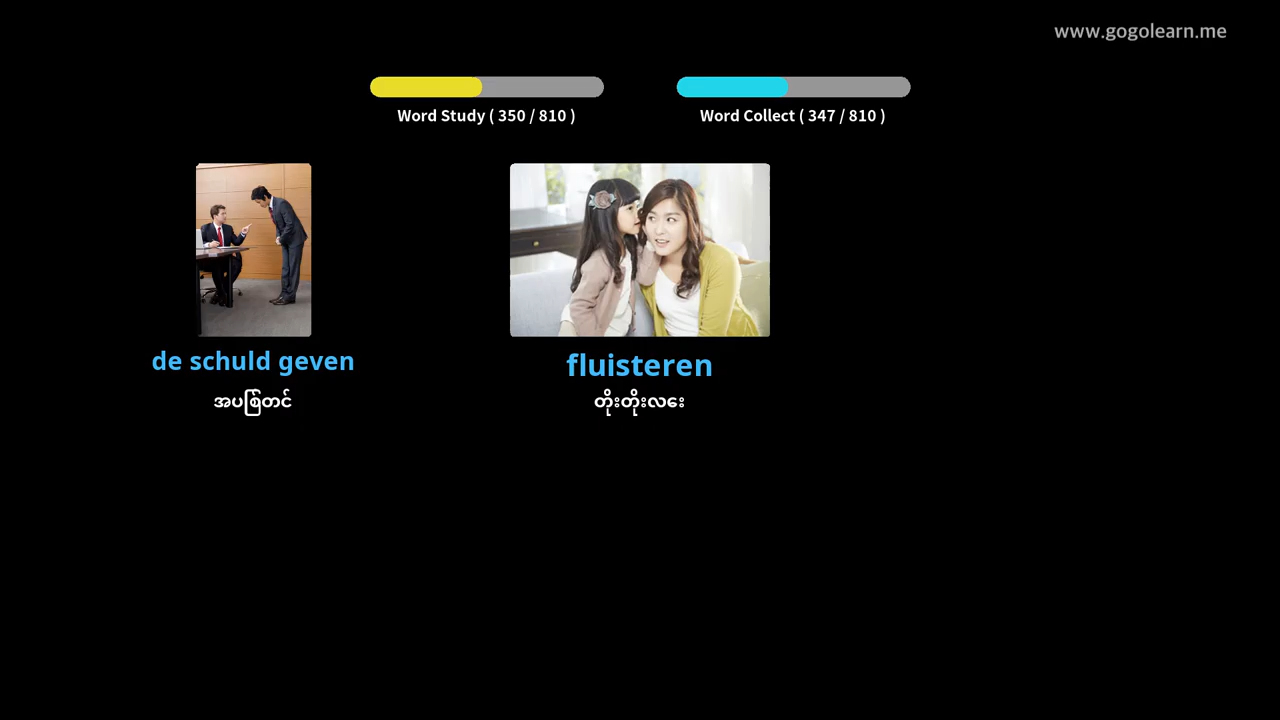 www.gogolearn.me
Word Study ( 350 / 810 )
Word Collect ( 347 / 810 )
de schuld geven
အပစြ်တင်
fluisteren
တိုးတိုးလေး